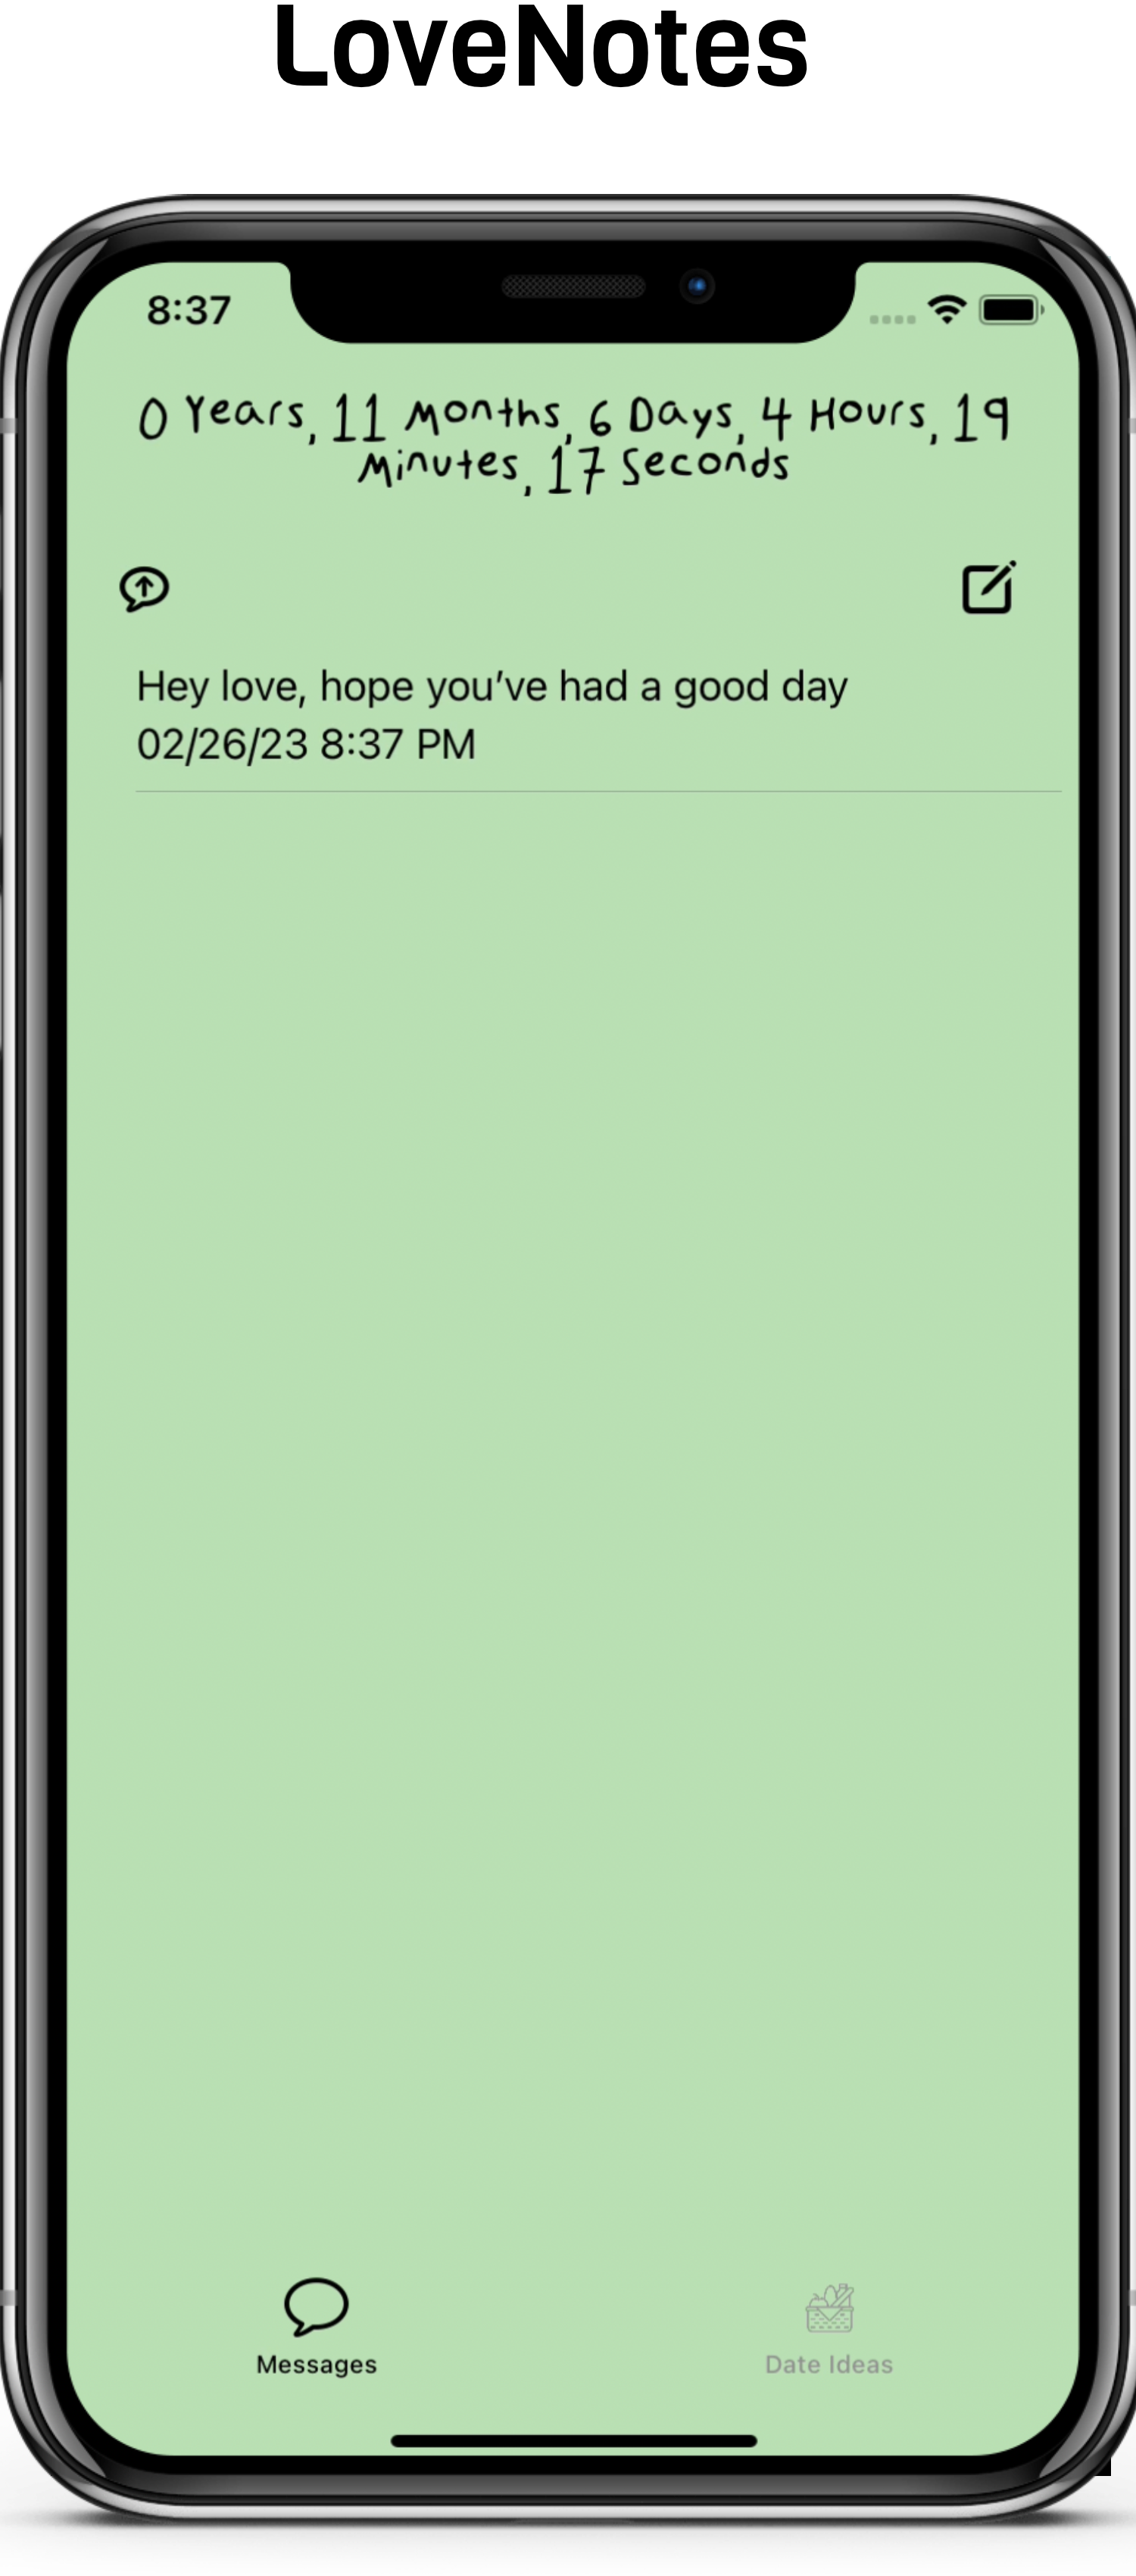 LoveNotes
8:37
0 Years, 11 Months, 6 Days, 4 Hours, 19
Minutes, 17 Seconds
Hey love, hope you’ve had a good day
02/26/23 8:37 PM
Messages
Date Ideas